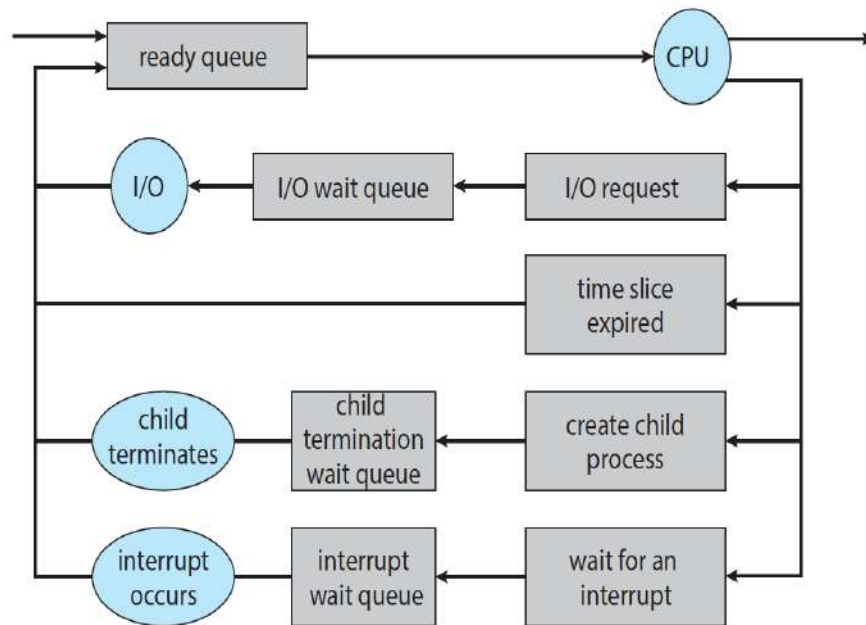 ready queue
CPU
I/O
I/O wait queue
I/O request
time slice
expired
child
terminates
child
termination
wait queue
create child
process
interrupt
occurs
interrupt
wait queue
wait for an
interrupt